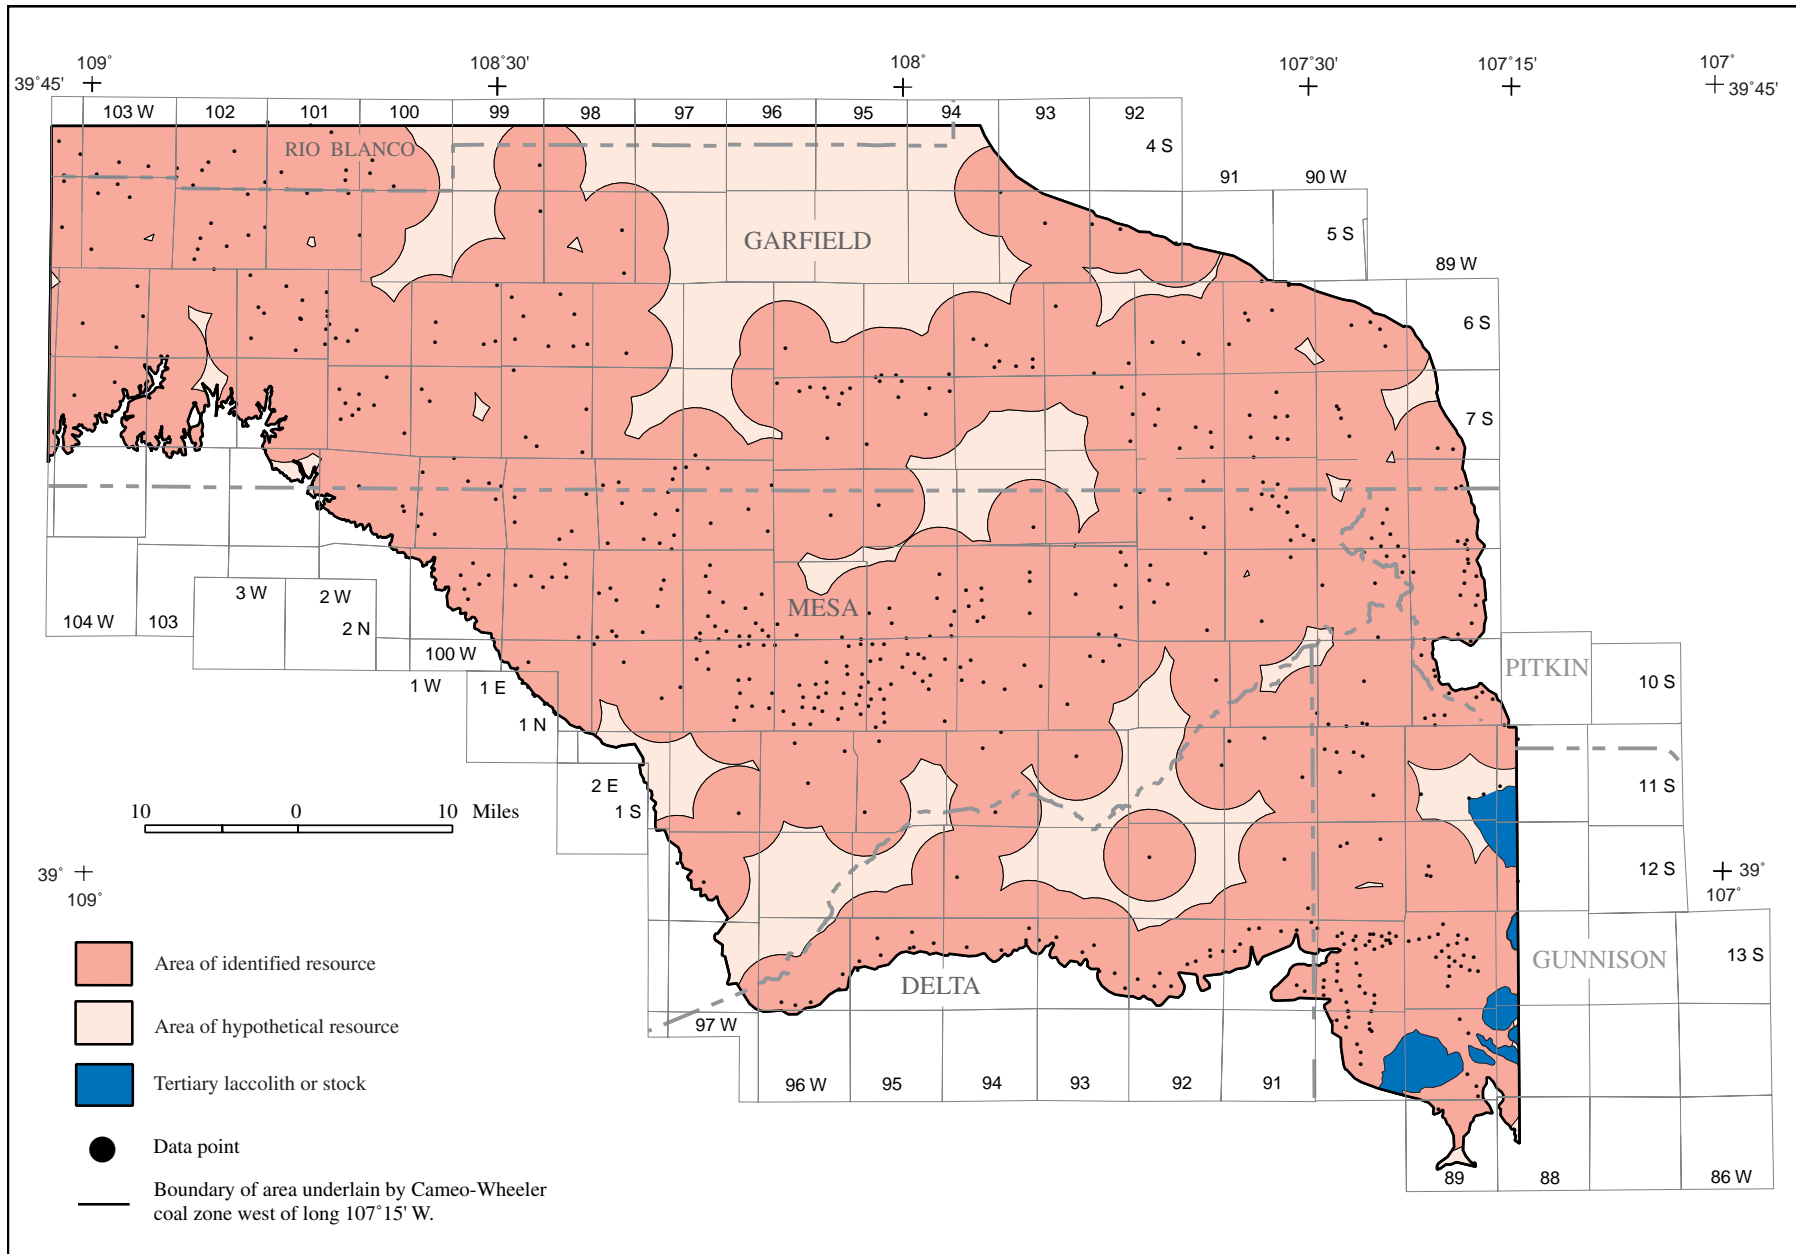 109°
108°30'
108°
107°30'
107°15'
107°
39°45'
39°45'
103 W
102
101
100
99
98
97
96
95
94
93
92
RIO BLANCO
4 S
91
90 W
GARFIELD
5 S
89 W
6 S
7 S
MESA
3 W
2 W
104 W
103
2 N
100 W
PITKIN
10 S
1 W
1 E
1 N
2 E
1 S
11 S
10
0
10
Miles
39°
109°
12 S
39°
107°
Area of identified resource
DELTA
GUNNISON
13 S
Area of hypothetical resource
97 W
Tertiary laccolith or stock
96 W
95
94
93
92
91
Data point
89
88
86 W
Boundary of area underlain by Cameo-Wheeler
coal zone west of long 107°15' W.